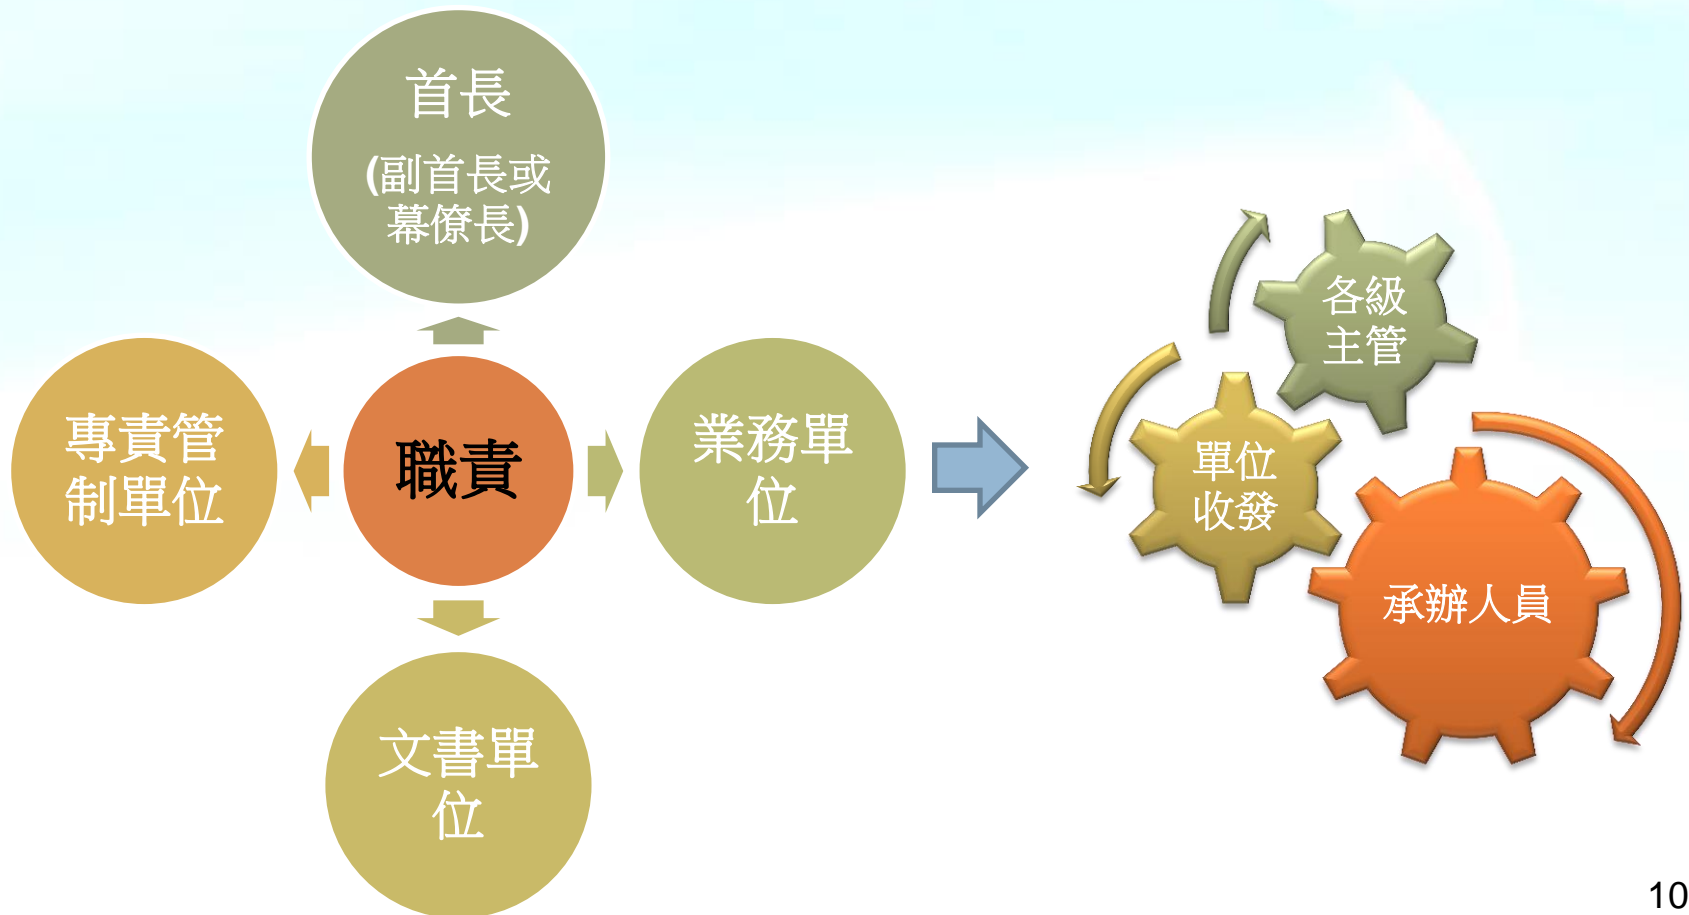 首長
(副首長或
幕僚長)
專責管
制單位
職責
業務單
位
文書單
位
各級
主管
單位
收發
承辦人員
10